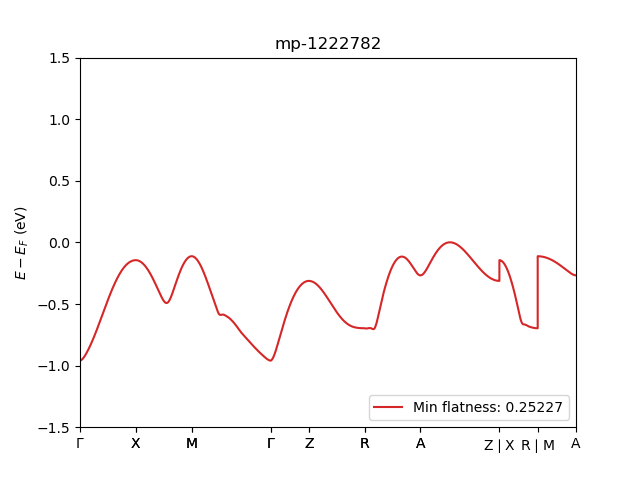 mp-1222782
E − E_F (eV)
1.5
1.0
0.5
0.0
−0.5
−1.0
−1.5
Min flatness: 0.25227
Γ X M Γ Z R A Z | X R | M A